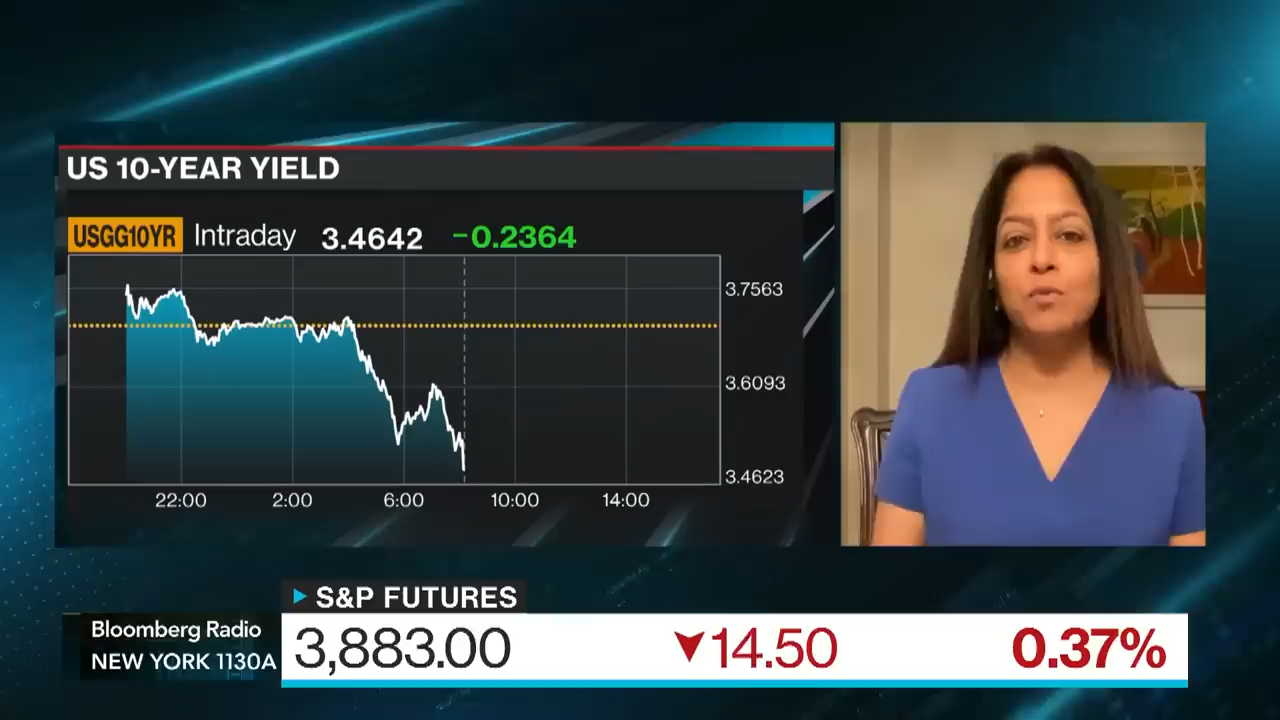 US 10-YEAR YIELD
USGG10YR Intraday 3.4642 -0.2364
3.7563
3.6093
3.4623
22:00 2:00 6:00 10:00 14:00
S&P FUTURES
Bloomberg Radio
NEW YORK 1130A
3,883.00 14.50 0.37%